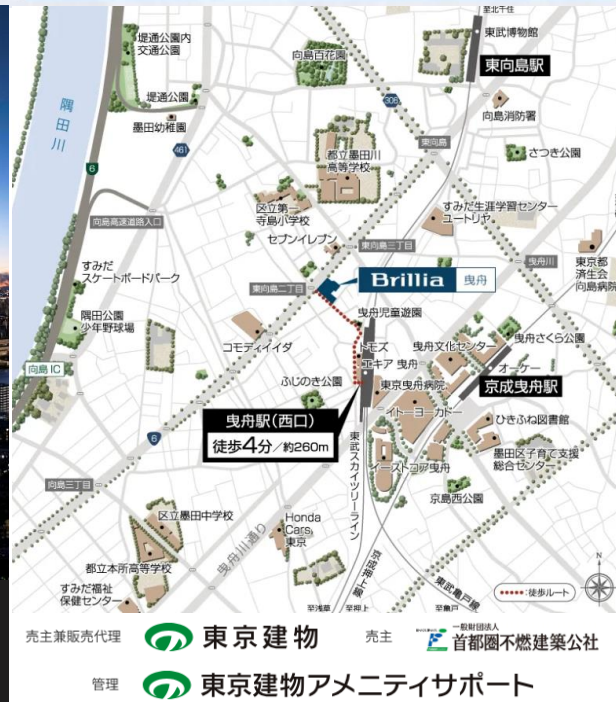 至北千住
堤通公園内
交通公園
向島百花園
東武博物館
東向島駅
隅
田
川
堤通公園
306
向島消防署
墨田幼稚園
461
東向島
6
都立墨田川
高等学校
さつき公園
区立第一
寺島小学校
すみだ生涯学習センター
ユートリヤ
向島高速道路入口
セブンイレブン
東向島三丁目
曳舟川
すみだ
スケートボードパーク
東京都
済生会
向島病院
東向島二丁目
Brillia 曳舟
隅田公園
少年野球場
曳舟児童遊園
コモディイイダ
トモズ
曳舟文化センター
曳舟さくら公園
向島IC
エキア 曳舟
オーケー
ふじのき公園
東京曳舟病院
京成曳舟駅
曳舟駅(西口)
徒歩4分/約260m
イトーヨーカドー
ひきふね図書館
6
東武スカイツリーライン
イーストコア曳舟
墨田区子育て支援
総合センター
向島三丁目
京島西公園
区立墨田中学校
Honda
Cars
東京
曳舟川通り
都立本所高等学校
京成押上線
東武亀戸線
すみだ福祉
保健センター
N
徒歩ルート
至浅草
至押上
至亀戸
売主兼販売代理 東京建物 売主 一般財団法人
首都圏不燃建築公社
管理 東京建物アメニティサポート